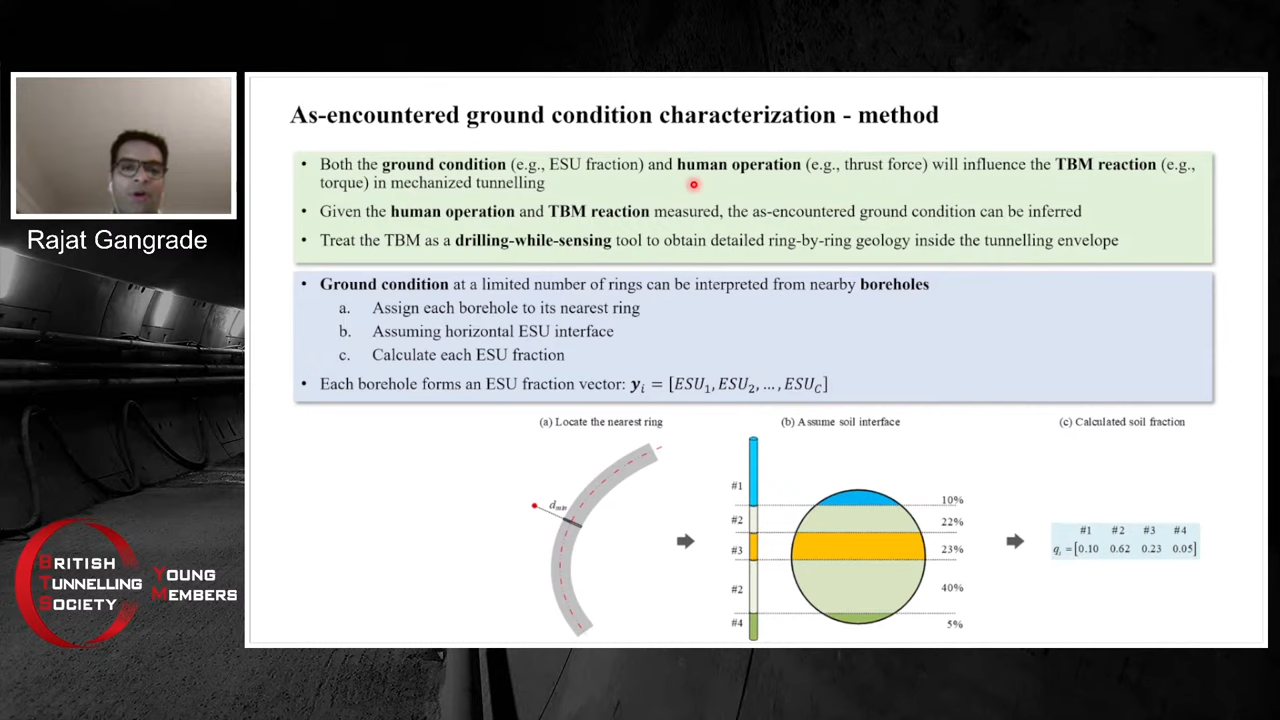 As-encountered ground condition characterization - method
• Both the ground condition (e.g., ESU fraction) and human operation (e.g., thrust force) will influence the TBM reaction (e.g.,
torque) in mechanized tunnelling
• Given the human operation and TBM reaction measured, the as-encountered ground condition can be inferred
• Treat the TBM as a drilling-while-sensing tool to obtain detailed ring-by-ring geology inside the tunnelling envelope
Rajat Gangrade
• Ground condition at a limited number of rings can be interpreted from nearby boreholes
a. Assign each borehole to its nearest ring
b. Assuming horizontal ESU interface
c. Calculate each ESU fraction
• Each borehole forms an ESU fraction vector: yᵢ = [ESU₁, ESU₂, … , ESU_C]
(a) Locate the nearest ring
d_min
(b) Assume soil interface
#1
#2
#3
#2
#4
10%
22%
23%
40%
5%
(c) Calculated soil fraction
#1 #2 #3 #4
qᵢ = [0.10 0.62 0.23 0.05]
BRITISH
TUNNELLING
SOCIETY
YOUNG
MEMBERS